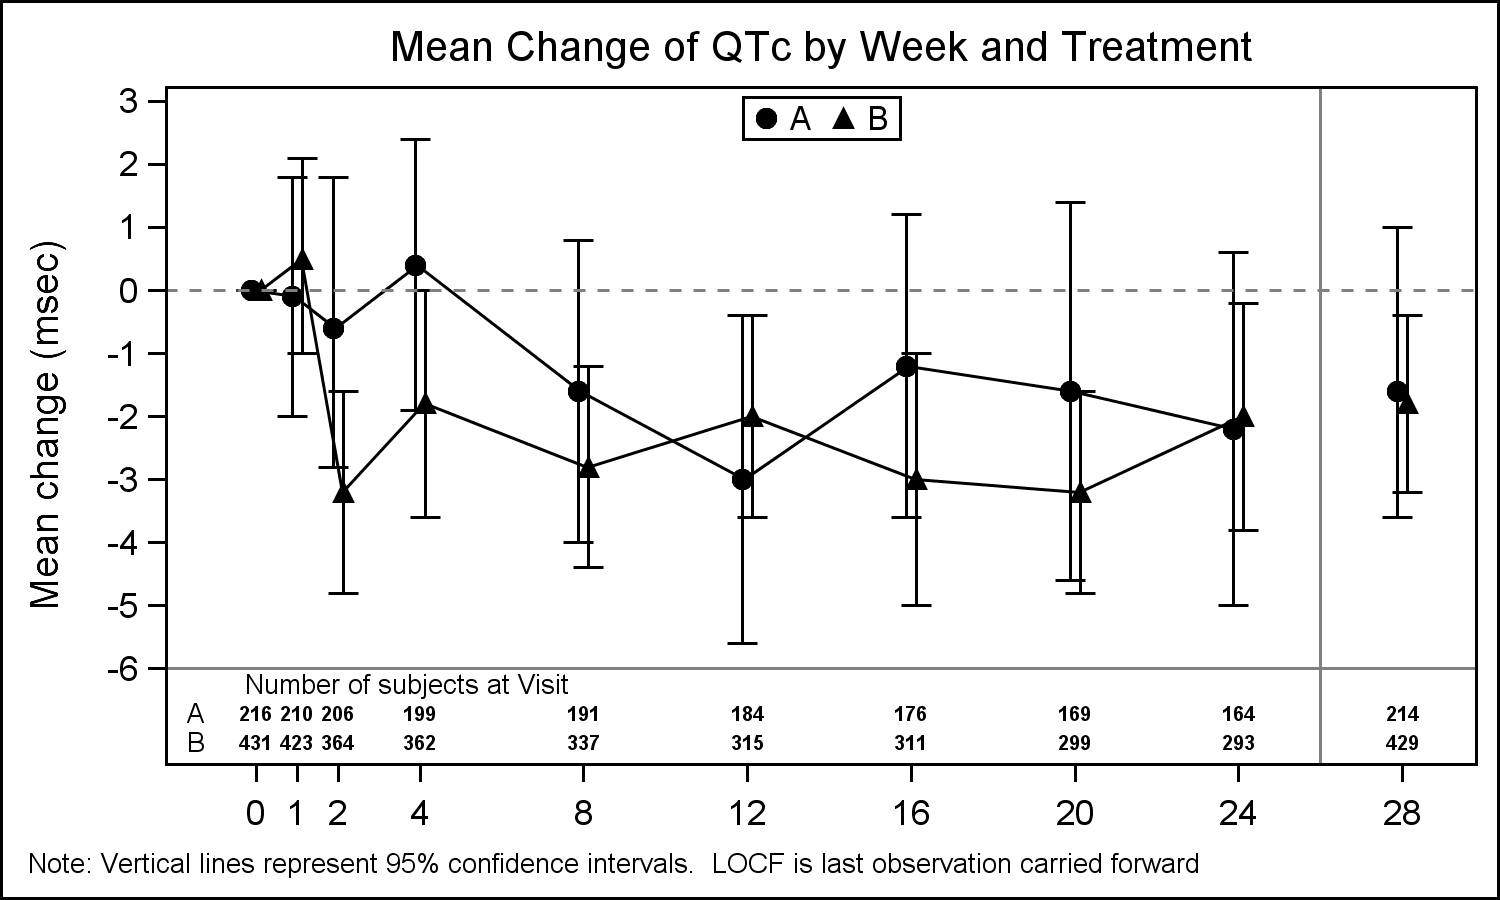 Mean Change of QTc by Week and Treatment
A B
3
2
1
0
-1
-2
-3
-4
-5
-6
Mean change (msec)
Number of subjects at Visit
A 216 210 206 199 191 184 176 169 164 214
B 431 423 364 362 337 315 311 299 293 429
0 1 2 4 8 12 16 20 24 28
Note: Vertical lines represent 95% confidence intervals.  LOCF is last observation carried forward